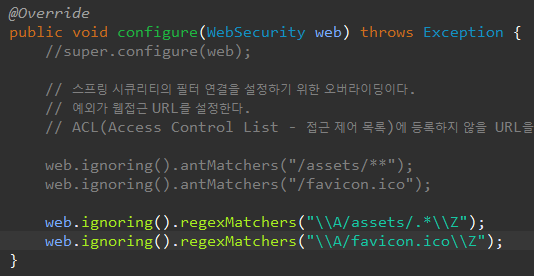 @Override
public void configure(WebSecurity web) throws Exception {
//super.configure(web);
// 스프링 시큐리티의 필터 연결을 설정하기 위한 오버라이딩이다.
// 예외가 웹접근 URL를 설정한다.
// ACL(Access Control List - 접근 제어 목록)에 등록하지 않을 URL을
web.ignoring().antMatchers("/assets/**");
web.ignoring().antMatchers("/favicon.ico");
web.ignoring().regexMatchers("\\A/assets/.*\\Z");
web.ignoring().regexMatchers("\\A/favicon.ico\\Z");
}